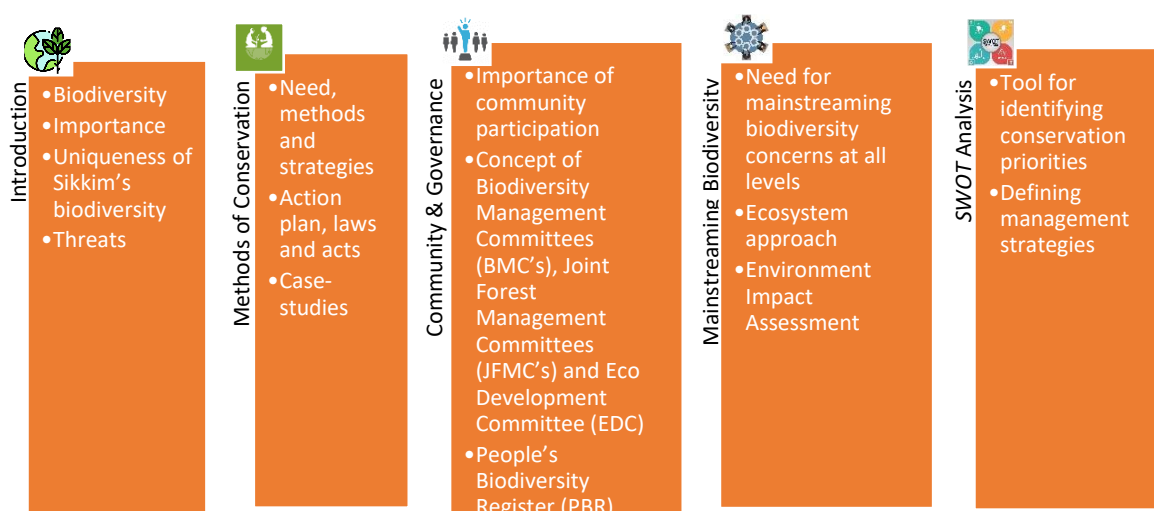 Introduction
•Biodiversity
•Importance
•Uniqueness of
Sikkim’s
biodiversity
•Threats
Methods of Conservation
•Need,
methods
and
strategies
•Action
plan, laws
and acts
•Case-
studies
Community & Governance
•Importance of
community
participation
•Concept of
Biodiversity
Management
Committees
(BMC’s), Joint
Forest
Management
Committees
(JFMC’s) and Eco
Development
Committee (EDC)
•People’s
Biodiversity
Register (PBR)
Mainstreaming Biodiversity
•Need for
mainstreaming
biodiversity
concerns at all
levels
•Ecosystem
approach
•Environment
Impact
Assessment
SWOT
SWOT Analysis
•Tool for
identifying
conservation
priorities
•Defining
management
strategies